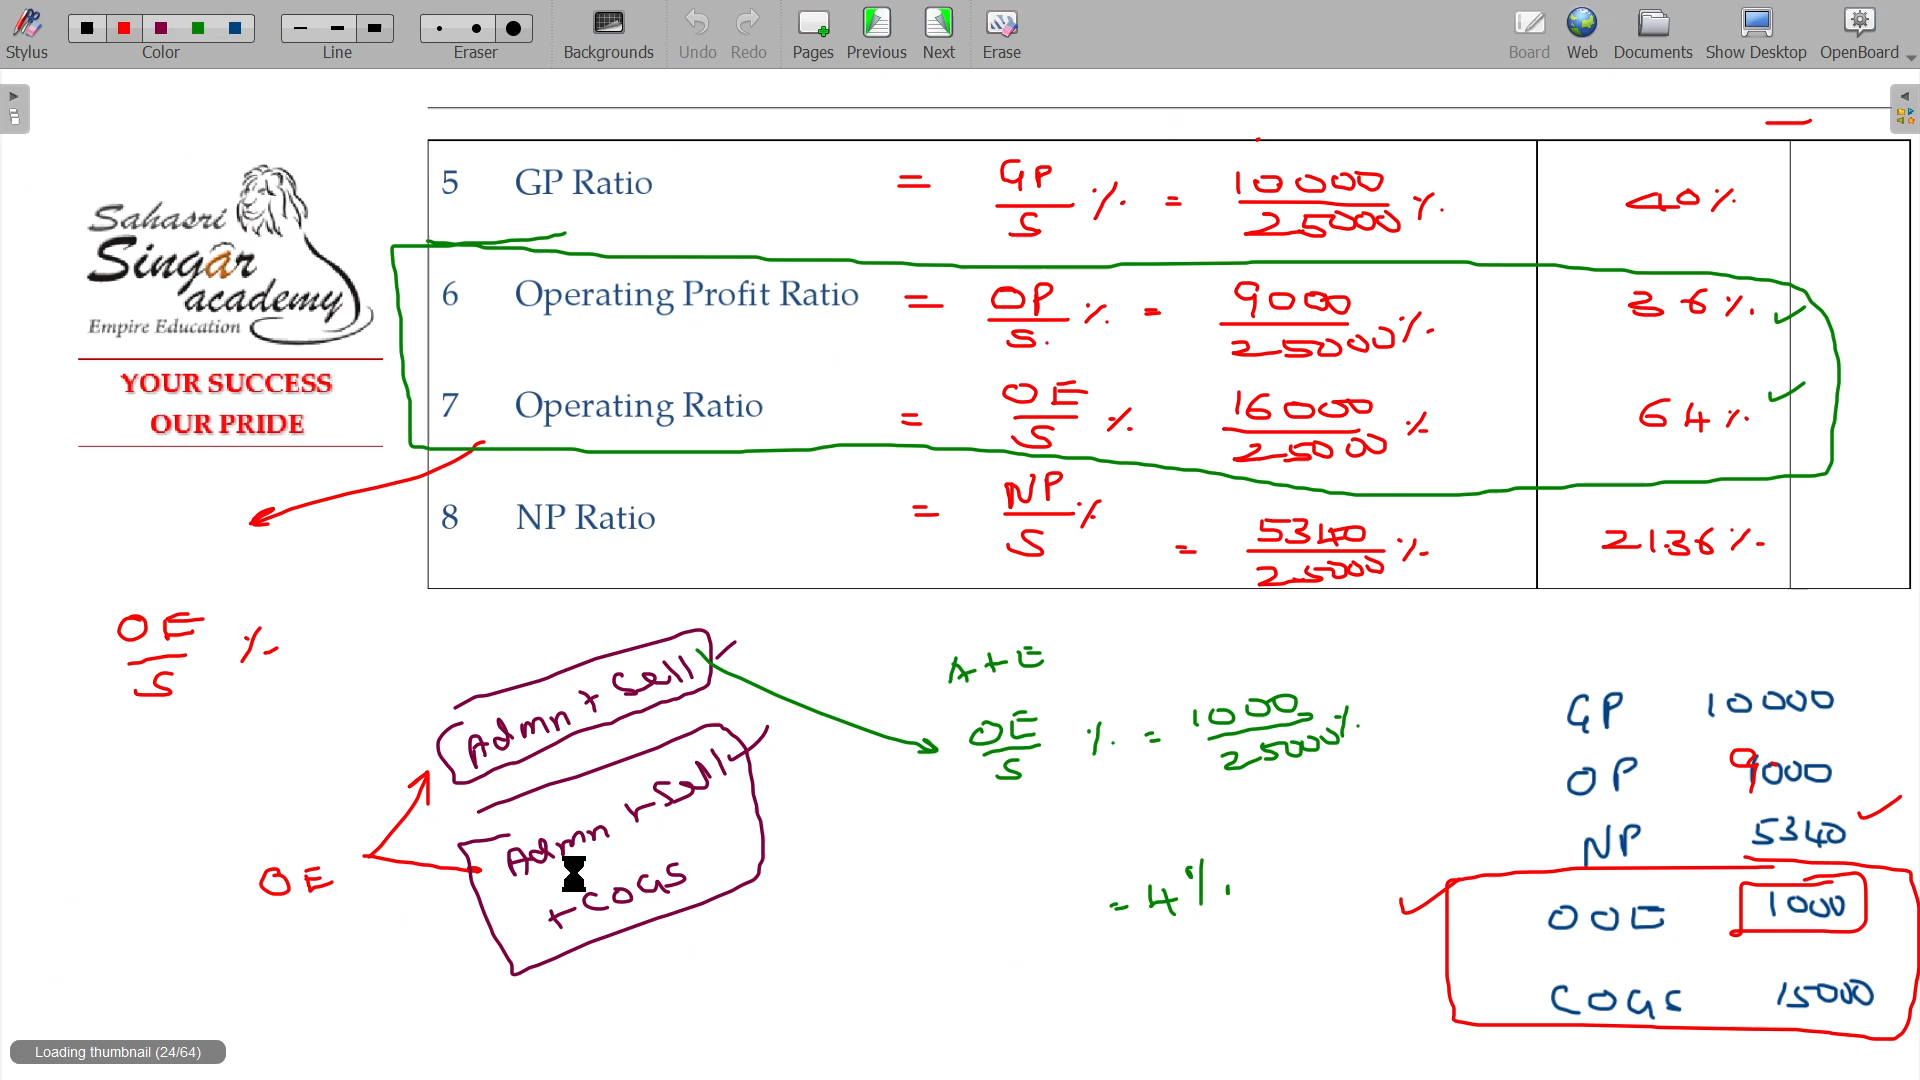 Stylus Color Line Eraser Backgrounds Undo Redo Pages Previous Next Erase Board Web Documents Show Desktop OpenBoard
Sahasri
Singar
academy
Empire Education
YOUR SUCCESS
OUR PRIDE
5 GP Ratio = GP/S % = 10000/25000 % 40%
6 Operating Profit Ratio = OP/S. % = 9000/25000 % 36%.
7 Operating Ratio = OE/S % 16000/25000 % 64%
8 NP Ratio = NP/S % = 5340/25000 % 21.36%
OE/S %
Admn + Sell
Admn + Sell
+ COGS
OE
A+E
OE/S % = 1000/25000 %
= 4%
GP 10000
OP 9000
NP 5340
OOE 1000
COGS 15000
Loading thumbnail (24/64)